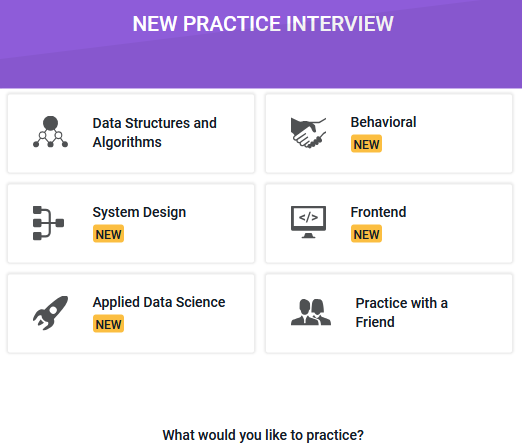 NEW PRACTICE INTERVIEW
Data Structures and
Algorithms
Behavioral
NEW
System Design
NEW
Frontend
</>
NEW
Applied Data Science
NEW
Practice with a
Friend
What would you like to practice?